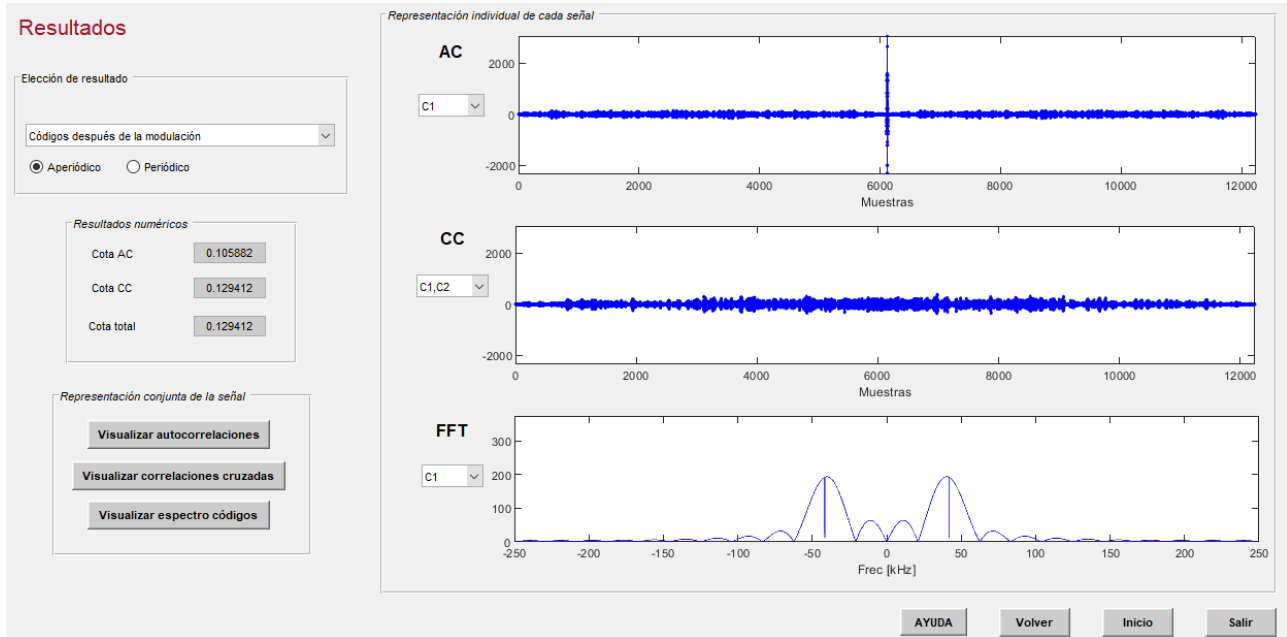 Resultados
Elección de resultado
Códigos después de la modulación
Aperiódico Periódico
Resultados numéricos
Cota AC 0.105882
Cota CC 0.129412
Cota total 0.129412
Representación conjunta de la señal
Visualizar autocorrelaciones
Visualizar correlaciones cruzadas
Visualizar espectro códigos
Representación individual de cada señal
AC
C1
2000
0
-2000
0 2000 4000 6000 8000 10000 12000
Muestras
CC
C1,C2
2000
0
-2000
0 2000 4000 6000 8000 10000 12000
Muestras
FFT
C1
300
200
100
0
-250 -200 -150 -100 -50 0 50 100 150 200 250
Frec [kHz]
AYUDA Volver Inicio Salir